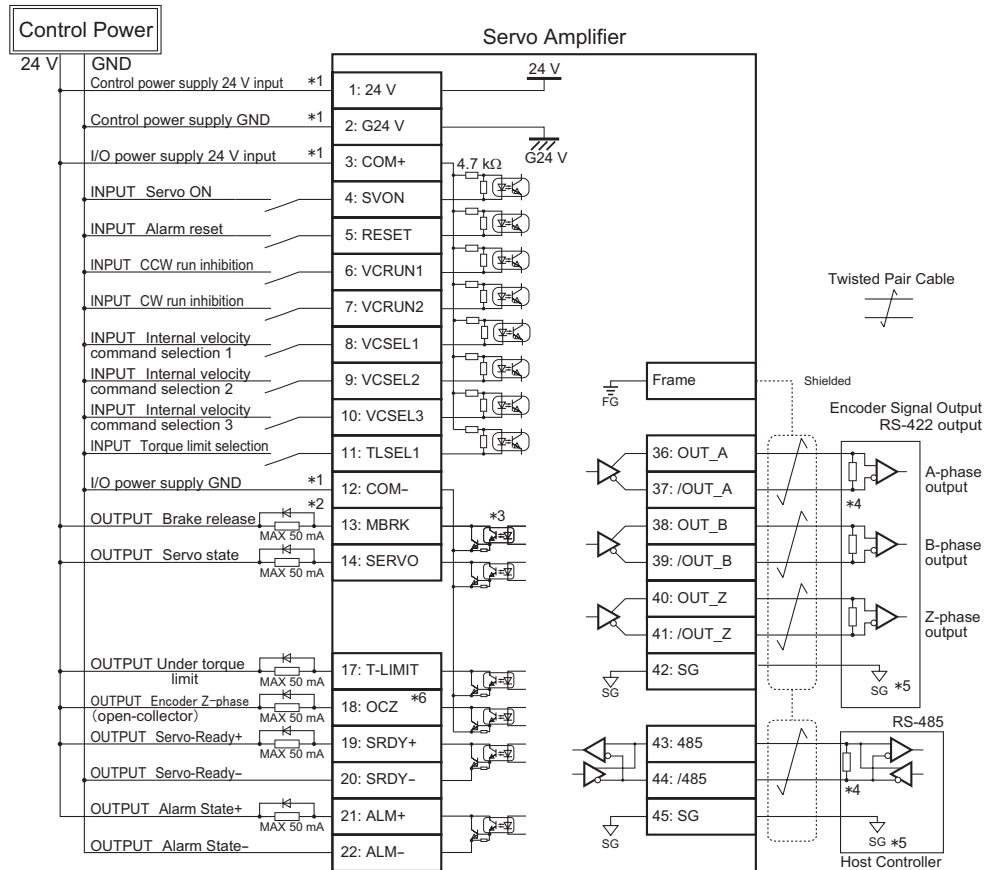 Control Power
Servo Amplifier
24 V
GND
24 V
Control power supply 24 V input *1
1: 24 V
Control power supply GND *1
2: G24 V
G24 V
I/O power supply 24 V input *1
3: COM+
4.7 kΩ
INPUT Servo ON
4: SVON
INPUT Alarm reset
5: RESET
INPUT CCW run inhibition
6: VCRUN1
INPUT CW run inhibition
7: VCRUN2
INPUT Internal velocity
command selection 1
8: VCSEL1
INPUT Internal velocity
command selection 2
9: VCSEL2
INPUT Internal velocity
command selection 3
10: VCSEL3
INPUT Torque limit selection
11: TLSEL1
I/O power supply GND *1
12: COM−
OUTPUT Brake release
*2
MAX 50 mA
13: MBRK
*3
OUTPUT Servo state
MAX 50 mA
14: SERVO
OUTPUT Under torque
limit
MAX 50 mA
17: T-LIMIT
OUTPUT Encoder Z−phase
(open-collector)
MAX 50 mA
18: OCZ *6
OUTPUT Servo-Ready+
MAX 50 mA
19: SRDY+
OUTPUT Servo-Ready−
20: SRDY−
OUTPUT Alarm State+
MAX 50 mA
21: ALM+
OUTPUT Alarm State−
22: ALM−
Twisted Pair Cable
Frame
FG
Shielded
Encoder Signal Output
RS-422 output
36: OUT_A
37: /OUT_A
*4
A-phase
output
38: OUT_B
39: /OUT_B
B-phase
output
40: OUT_Z
41: /OUT_Z
Z-phase
output
42: SG
SG
SG *5
RS-485
43: 485
44: /485
*4
45: SG
SG
SG *5
Host Controller